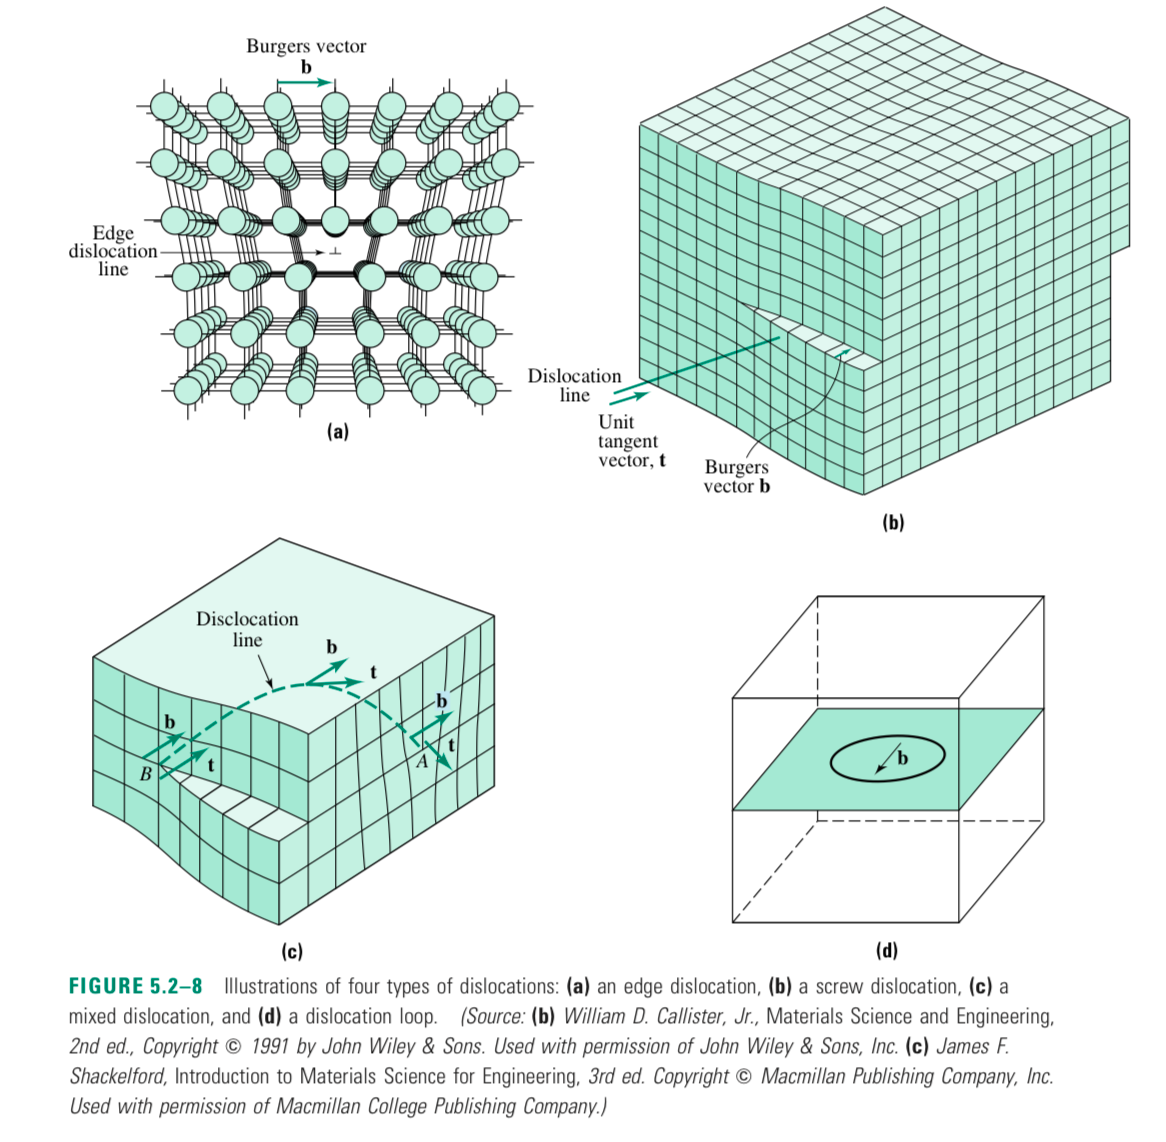 Burgers vector
b
Edge
dislocation
line
⊥
(a)
Dislocation
line
Unit
tangent
vector, t
Burgers
vector b
(b)
Disclocation
line
b
t
b
t
B
b
t
A
(c)
b
(d)
FIGURE 5.2–8 Illustrations of four types of dislocations: (a) an edge dislocation, (b) a screw dislocation, (c) a
mixed dislocation, and (d) a dislocation loop. (Source: (b) William D. Callister, Jr., Materials Science and Engineering,
2nd ed., Copyright © 1991 by John Wiley & Sons. Used with permission of John Wiley & Sons, Inc. (c) James F.
Shackelford, Introduction to Materials Science for Engineering, 3rd ed. Copyright © Macmillan Publishing Company, Inc.
Used with permission of Macmillan College Publishing Company.)